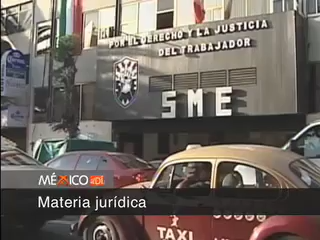 POR EL DERECHO Y LA JUSTICIA
DEL TRABAJADOR
SME
MÉXICO
Materia jurídica
TAXI